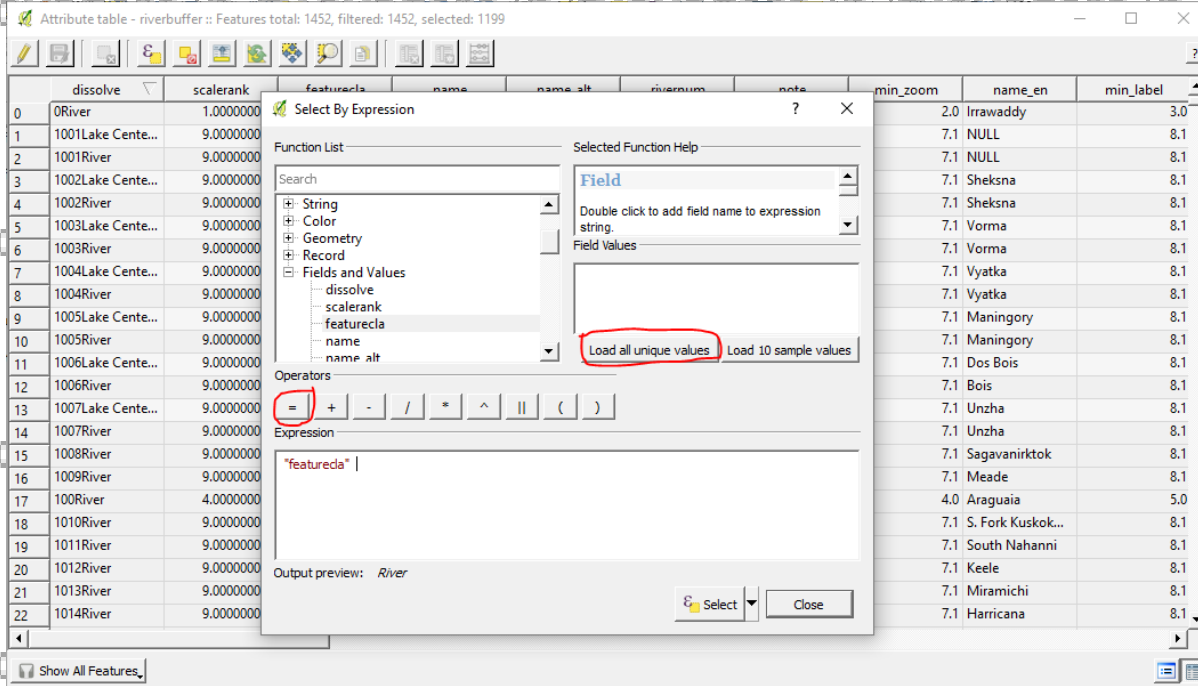 Attribute table - riverbuffer :: Features total: 1452, filtered: 1452, selected: 1199
dissolve scalerank featurecla name name_alt rivernum note min_zoom name_en min_label
0 0River 1.0000000 2.0 Irrawaddy 3.0
1 1001Lake Cente... 9.0000000 7.1 NULL 8.1
2 1001River 9.0000000 7.1 NULL 8.1
3 1002Lake Cente... 9.0000000 7.1 Sheksna 8.1
4 1002River 9.0000000 7.1 Sheksna 8.1
5 1003Lake Cente... 9.0000000 7.1 Vorma 8.1
6 1003River 9.0000000 7.1 Vorma 8.1
7 1004Lake Cente... 9.0000000 7.1 Vyatka 8.1
8 1004River 9.0000000 7.1 Vyatka 8.1
9 1005Lake Cente... 9.0000000 7.1 Maningory 8.1
10 1005River 9.0000000 7.1 Maningory 8.1
11 1006Lake Cente... 9.0000000 7.1 Dos Bois 8.1
12 1006River 9.0000000 7.1 Bois 8.1
13 1007Lake Cente... 9.0000000 7.1 Unzha 8.1
14 1007River 9.0000000 7.1 Unzha 8.1
15 1008River 9.0000000 7.1 Sagavanirktok 8.1
16 1009River 9.0000000 7.1 Meade 8.1
17 100River 4.0000000 4.0 Araguaia 5.0
18 1010River 9.0000000 7.1 S. Fork Kuskok... 8.1
19 1011River 9.0000000 7.1 South Nahanni 8.1
20 1012River 9.0000000 7.1 Keele 8.1
21 1013River 9.0000000 7.1 Miramichi 8.1
22 1014River 9.0000000 7.1 Harricana 8.1
Show All Features
Select By Expression ?
Function List
Search
String
Color
Geometry
Record
Fields and Values
dissolve
scalerank
featurecla
name
name_alt
Selected Function Help
Field
Double click to add field name to expression
string.
Field Values
Load all unique values Load 10 sample values
Operators
= + - / * ^ || ( )
Expression
"featurecla"
Output preview: River
ε Select Close